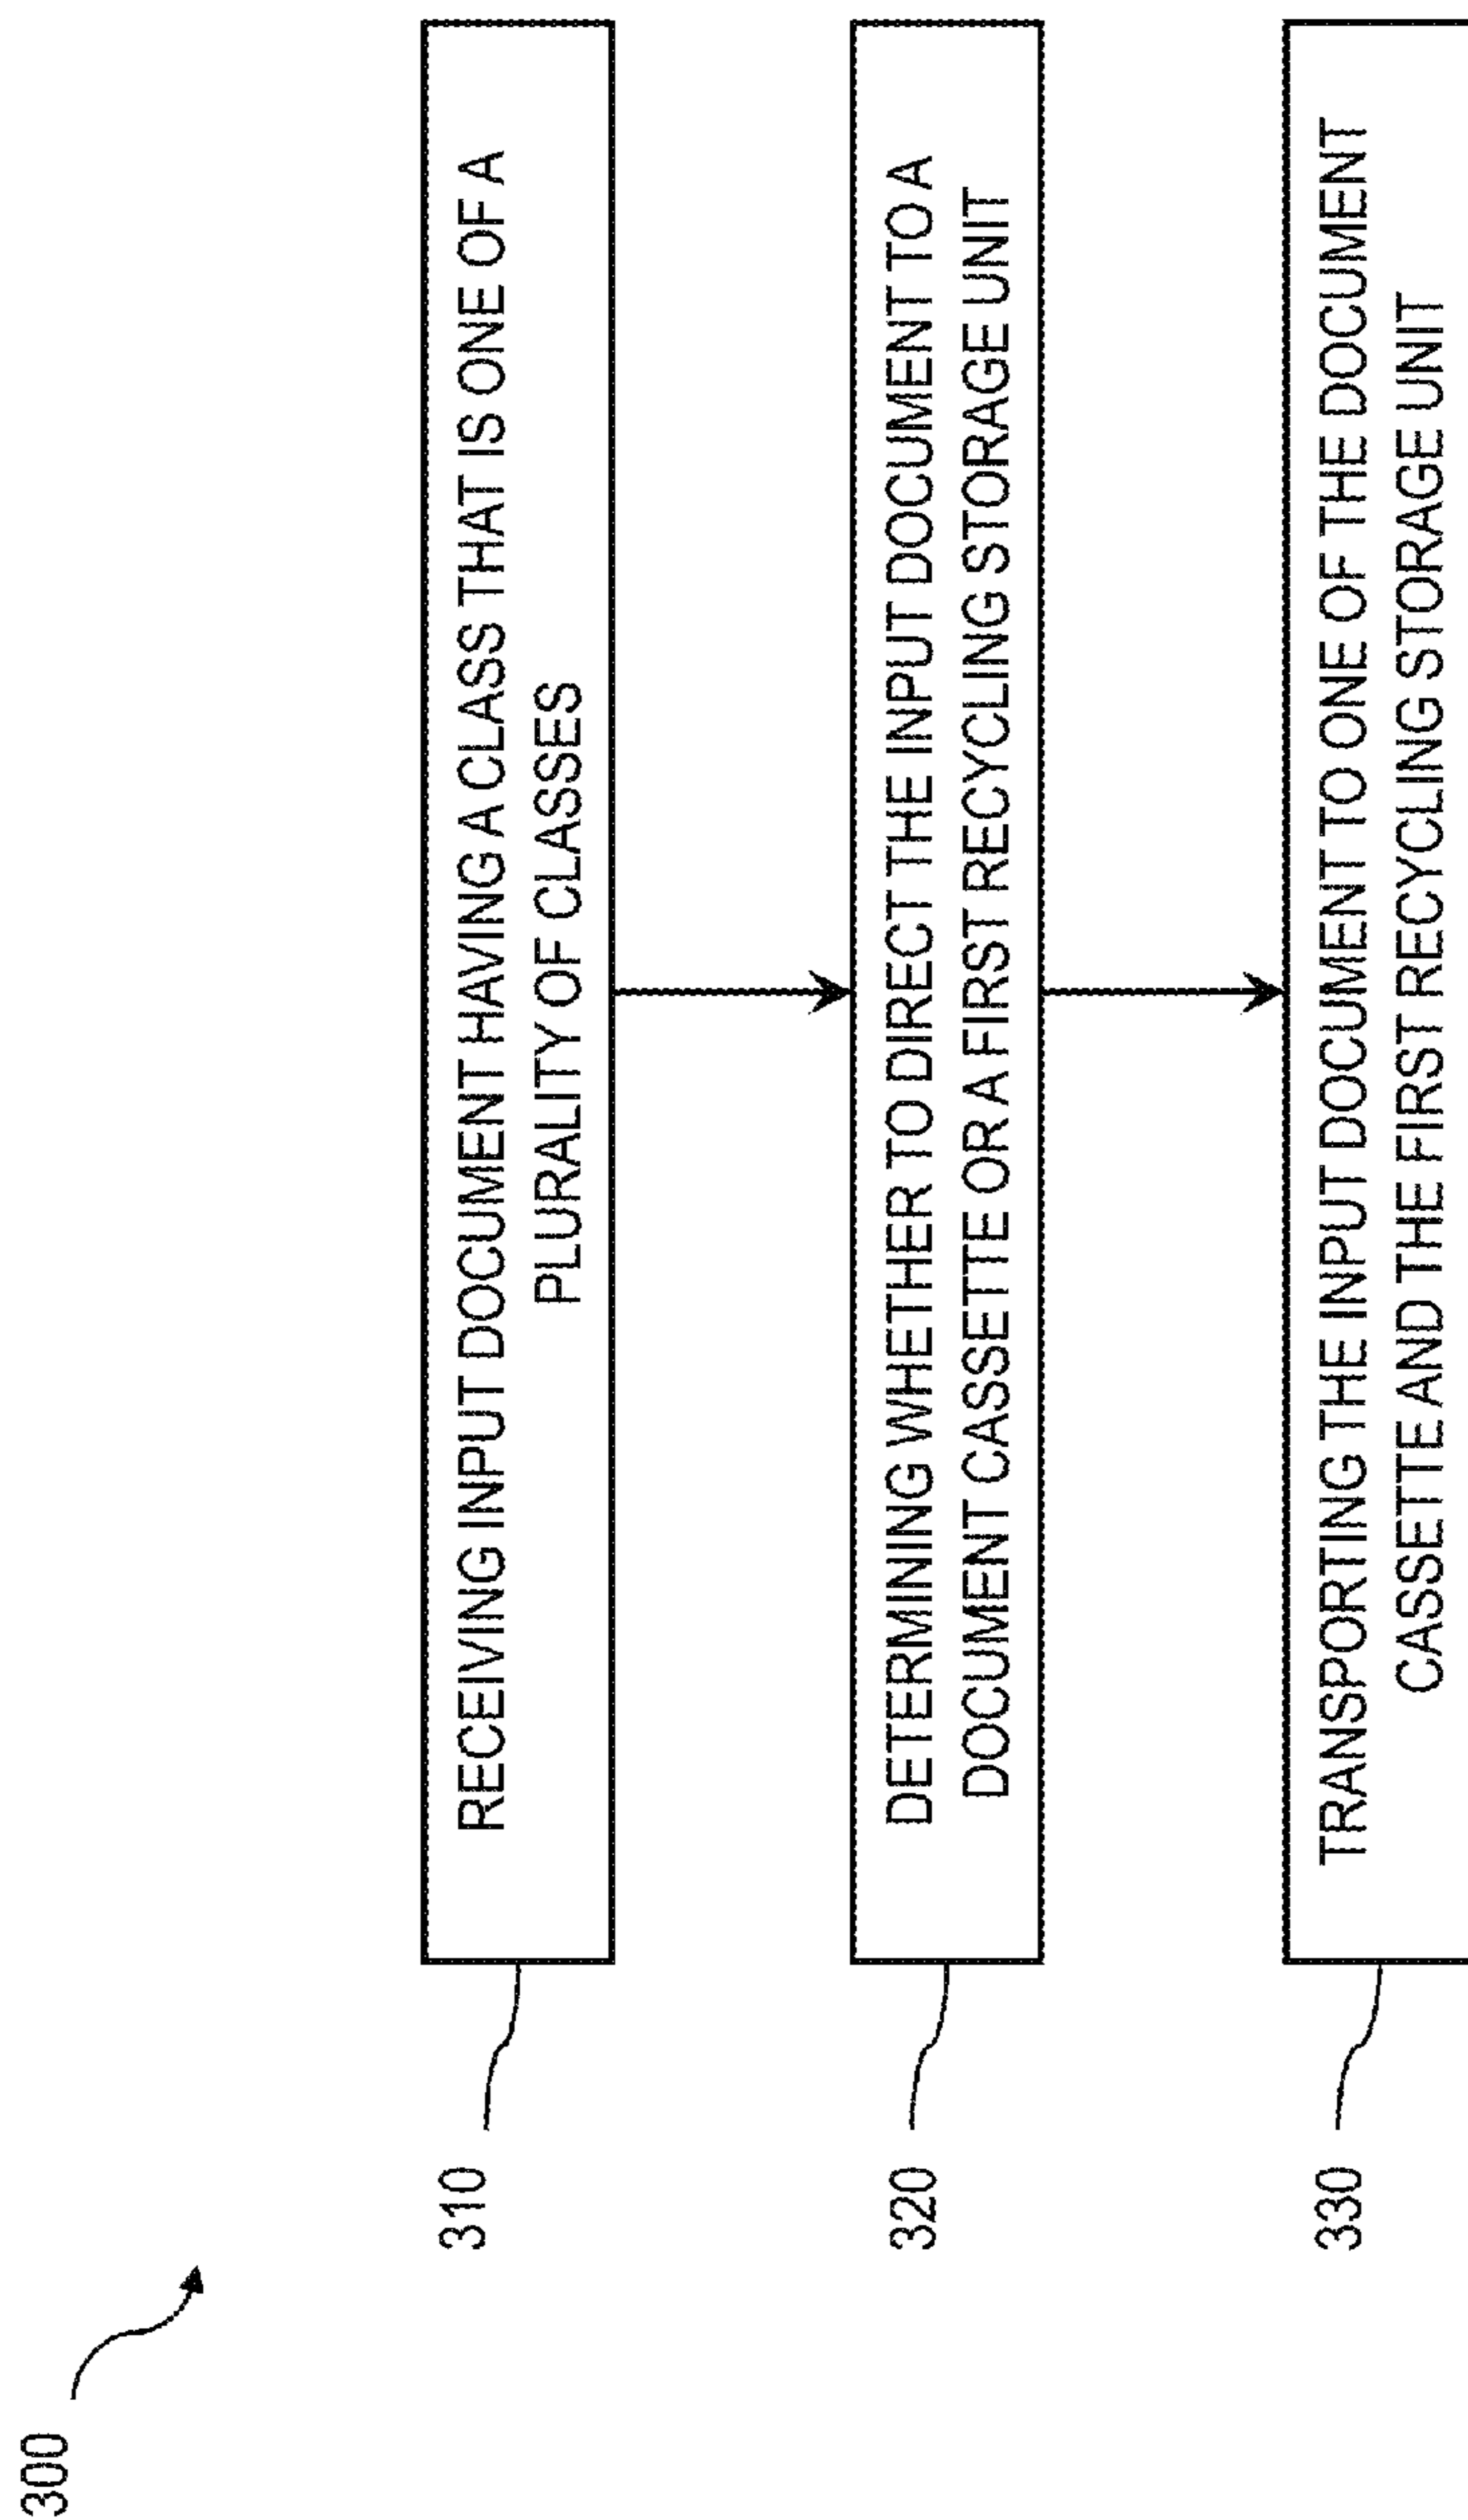 300
310
RECEIVING INPUT DOCUMENT HAVING A CLASS THAT IS ONE OF A
PLURALITY OF CLASSES
320
DETERMINING WHETHER TO DIRECT THE INPUT DOCUMENT TO A
DOCUMENT CASSETTE OR A FIRST RECYCLING STORAGE UNIT
330
TRANSPORTING THE INPUT DOCUMENT TO ONE OF THE DOCUMENT
CASSETTE AND THE FIRST RECYCLING STORAGE UNIT